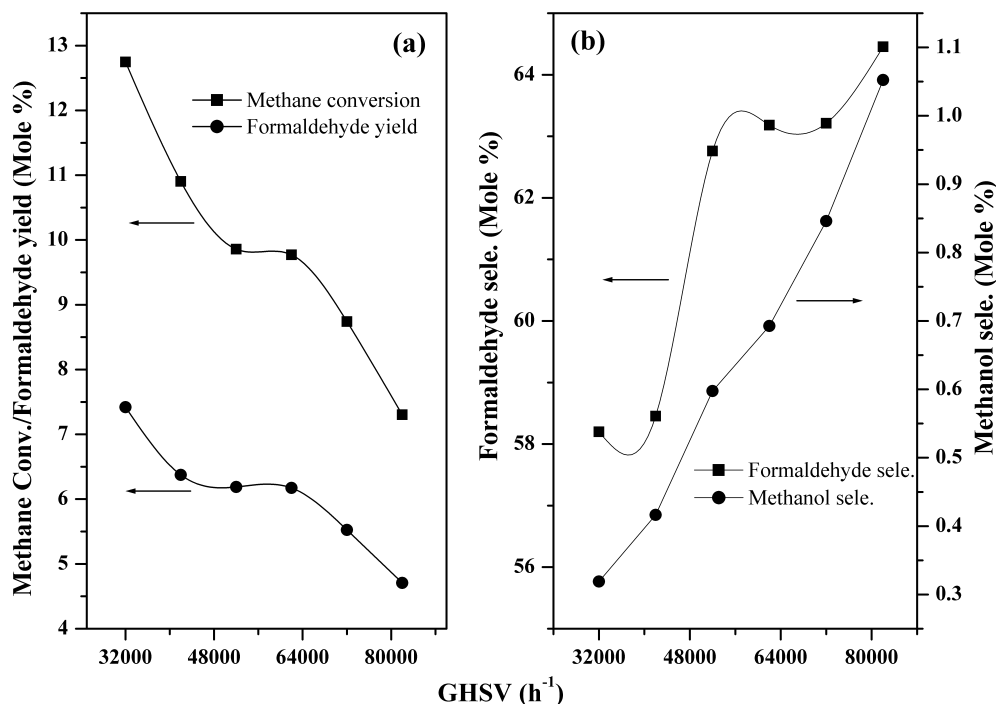 (a)
Methane conversion
Formaldehyde yield
13
12
11
10
9
8
7
6
5
4
Methane Conv./Formaldehyde yield (Mole %)
32000 48000 64000 80000
(b)
64
62
60
58
56
Formaldehyde sele. (Mole %)
Formaldehyde sele.
Methanol sele.
1.1
1.0
0.9
0.8
0.7
0.6
0.5
0.4
0.3
Methanol sele. (Mole %)
32000 48000 64000 80000
GHSV (h⁻¹)